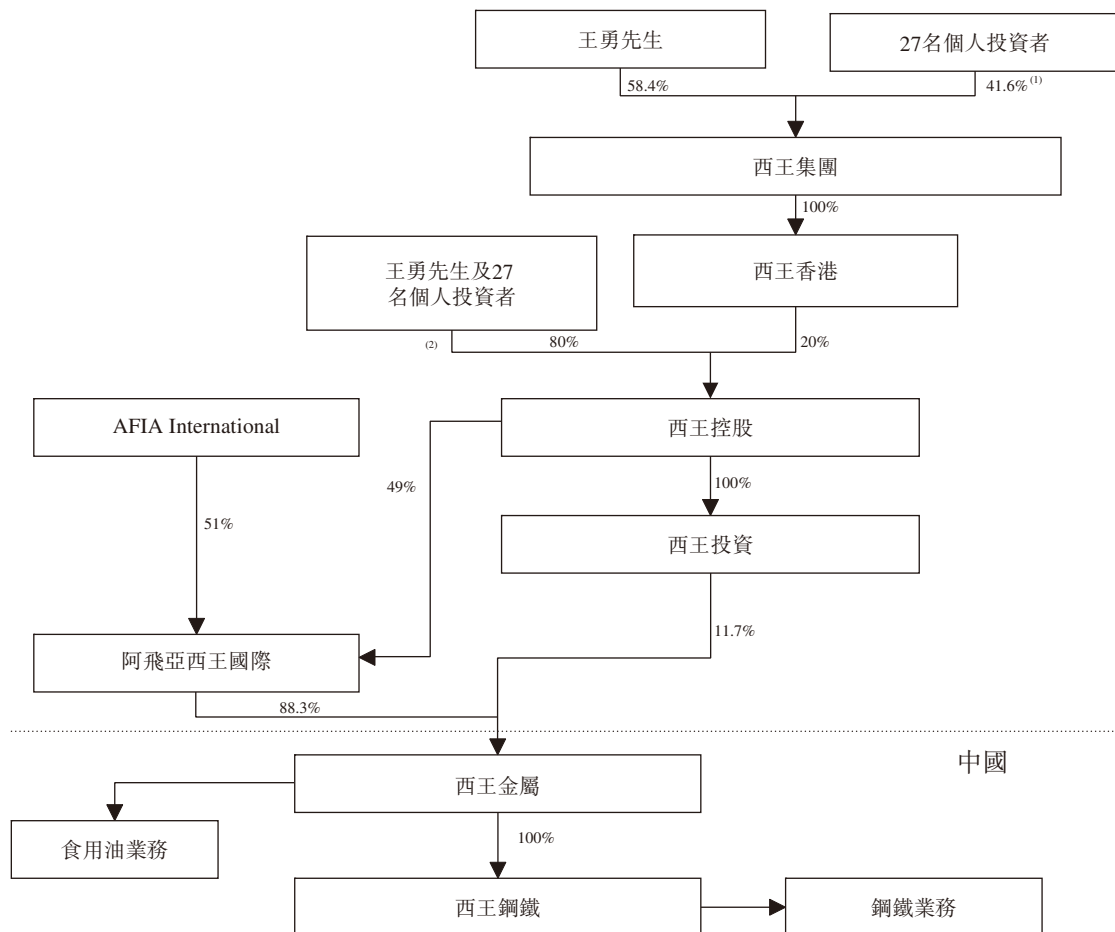 王勇先生
27名個人投資者
58.4%
41.6% (1)
西王集團
100%
王勇先生及27
名個人投資者
西王香港
(2)
80%
20%
AFIA International
西王控股
49%
100%
51%
西王投資
11.7%
阿飛亞西王國際
88.3%
中國
西王金屬
食用油業務
100%
西王鋼鐵
鋼鐵業務